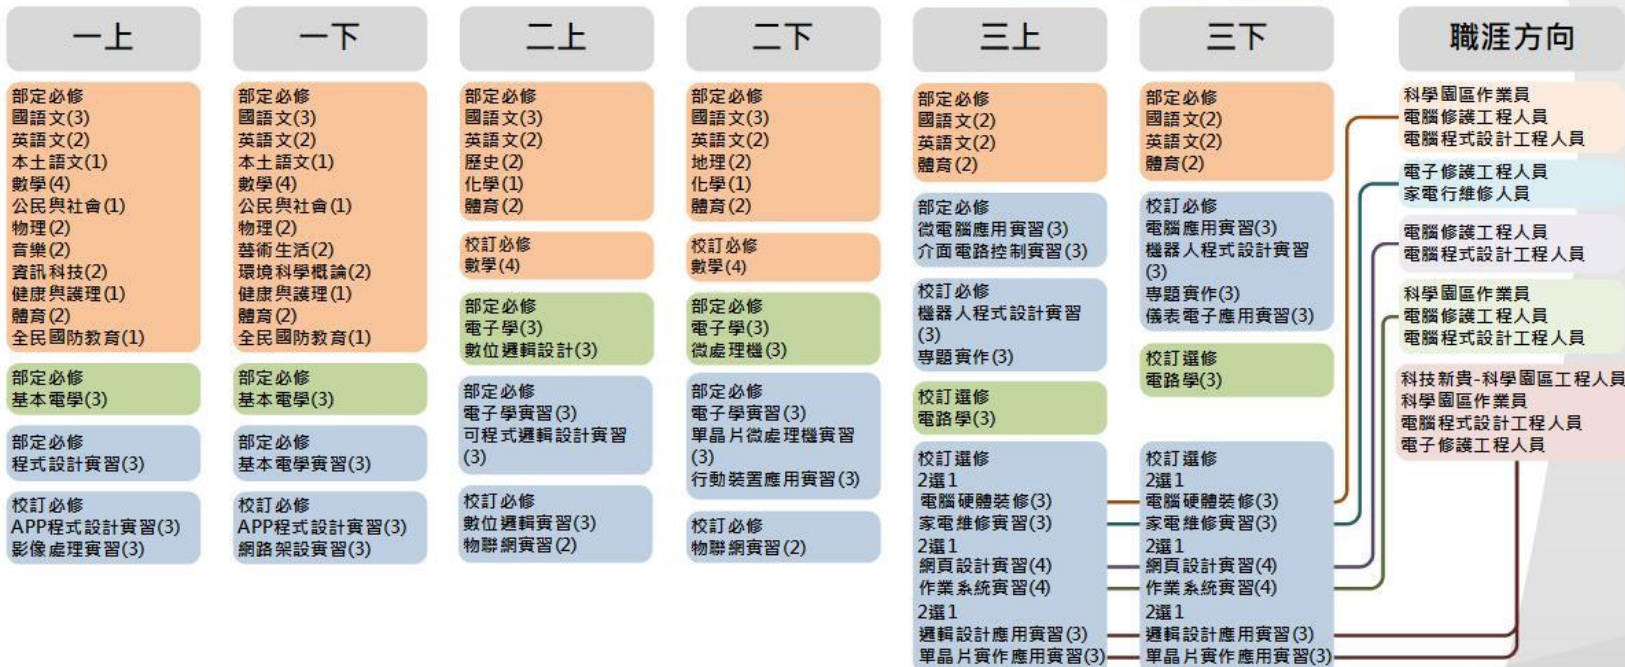 一上
部定必修
國語文(3)
英語文(2)
本土語文(1)
數學(4)
公民與社會(1)
物理(2)
音樂(2)
資訊科技(2)
健康與護理(1)
體育(2)
全民國防教育(1)
部定必修
基本電學(3)
部定必修
程式設計實習(3)
校訂必修
APP程式設計實習(3)
影像處理實習(3)
一下
部定必修
國語文(3)
英語文(2)
本土語文(1)
數學(4)
公民與社會(1)
物理(2)
藝術生活(2)
環境科學概論(2)
健康與護理(1)
體育(2)
全民國防教育(1)
部定必修
基本電學(3)
部定必修
基本電學實習(3)
校訂必修
APP程式設計實習(3)
網路架設實習(3)
二上
部定必修
國語文(3)
英語文(2)
歷史(2)
化學(1)
體育(2)
校訂必修
數學(4)
部定必修
電子學(3)
數位邏輯設計(3)
部定必修
電子學實習(3)
可程式邏輯設計實習
(3)
校訂必修
數位邏輯實習(3)
物聯網實習(2)
二下
部定必修
國語文(3)
英語文(2)
地理(2)
化學(1)
體育(2)
校訂必修
數學(4)
部定必修
電子學(3)
微處理機(3)
部定必修
電子學實習(3)
單晶片微處理機實習
(3)
行動裝置應用實習(3)
校訂必修
物聯網實習(2)
三上
部定必修
國語文(2)
英語文(2)
體育(2)
部定必修
微電腦應用實習(3)
介面電路控制實習(3)
校訂必修
機器人程式設計實習
(3)
專題實作(3)
校訂選修
電路學(3)
校訂選修
2選1
電腦硬體裝修(3)
家電維修實習(3)
2選1
網頁設計實習(4)
作業系統實習(4)
2選1
邏輯設計應用實習(3)
單晶片實作應用實習(3)
三下
部定必修
國語文(2)
英語文(2)
體育(2)
校訂必修
電腦應用實習(3)
機器人程式設計實習
(3)
專題實作(3)
儀表電子應用實習(3)
校訂選修
電路學(3)
校訂選修
2選1
電腦硬體裝修(3)
家電維修實習(3)
2選1
網頁設計實習(4)
作業系統實習(4)
2選1
邏輯設計應用實習(3)
單晶片實作應用實習(3)
職涯方向
科學園區作業員
電腦修護工程人員
電腦程式設計工程人員
電子修護工程人員
家電行維修人員
電腦修護工程人員
電腦程式設計工程人員
科學園區作業員
電腦修護工程人員
電腦程式設計工程人員
科技新貴-科學園區工程人員
科學園區作業員
電腦程式設計工程人員
電子修護工程人員